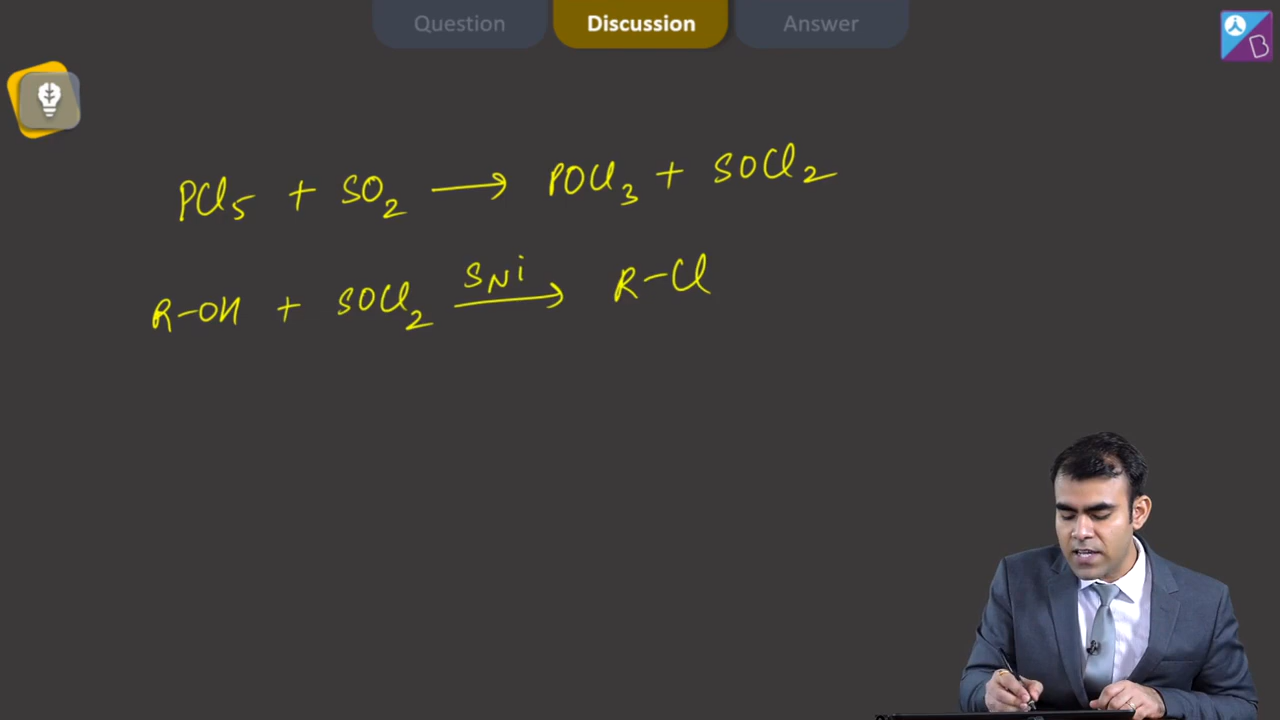 Question Discussion Answer
PCl₅ + SO₂ ⟶ POCl₃ + SOCl₂
R-OH + SOCl₂ —SNi→ R-Cl
B